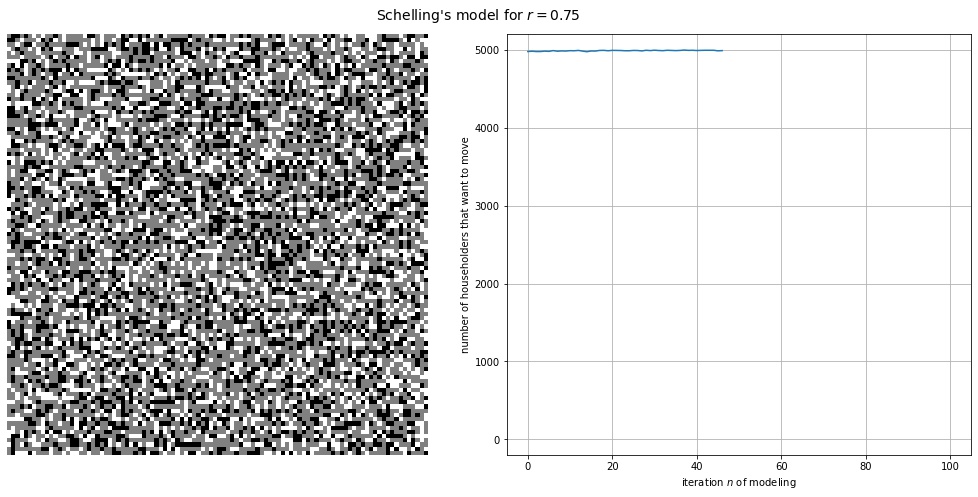 Schelling's model for r = 0.75
5000
4000
3000
2000
1000
0
number of householders that want to move
0 20 40 60 80 100
iteration n of modeling